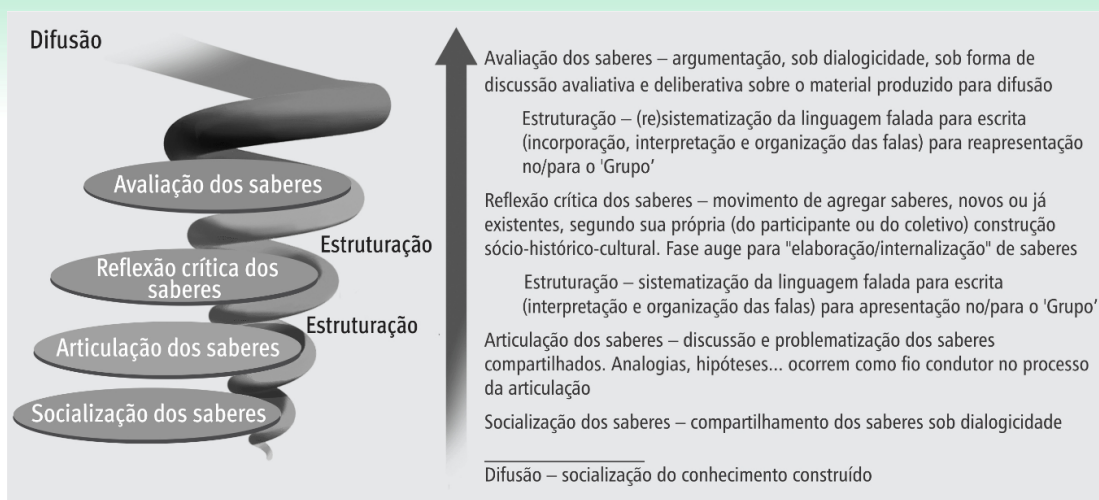 Difusão
Avaliação dos saberes
Estruturação
Reflexão crítica dos
saberes
Estruturação
Articulação dos saberes
Socialização dos saberes
Avaliação dos saberes – argumentação, sob dialogicidade, sob forma de
discussão avaliativa e deliberativa sobre o material produzido para difusão
Estruturação – (re)sistematização da linguagem falada para escrita
(incorporação, interpretação e organização das falas) para reapresentação
no/para o 'Grupo’
Reflexão crítica dos saberes – movimento de agregar saberes, novos ou já
existentes, segundo sua própria (do participante ou do coletivo) construção
sócio-histórico-cultural. Fase auge para "elaboração/internalização" de saberes
Estruturação – sistematização da linguagem falada para escrita
(interpretação e organização das falas) para apresentação no/para o 'Grupo’
Articulação dos saberes – discussão e problematização dos saberes
compartilhados. Analogias, hipóteses... ocorrem como fio condutor no processo
da articulação
Socialização dos saberes – compartilhamento dos saberes sob dialogicidade
Difusão – socialização do conhecimento construído